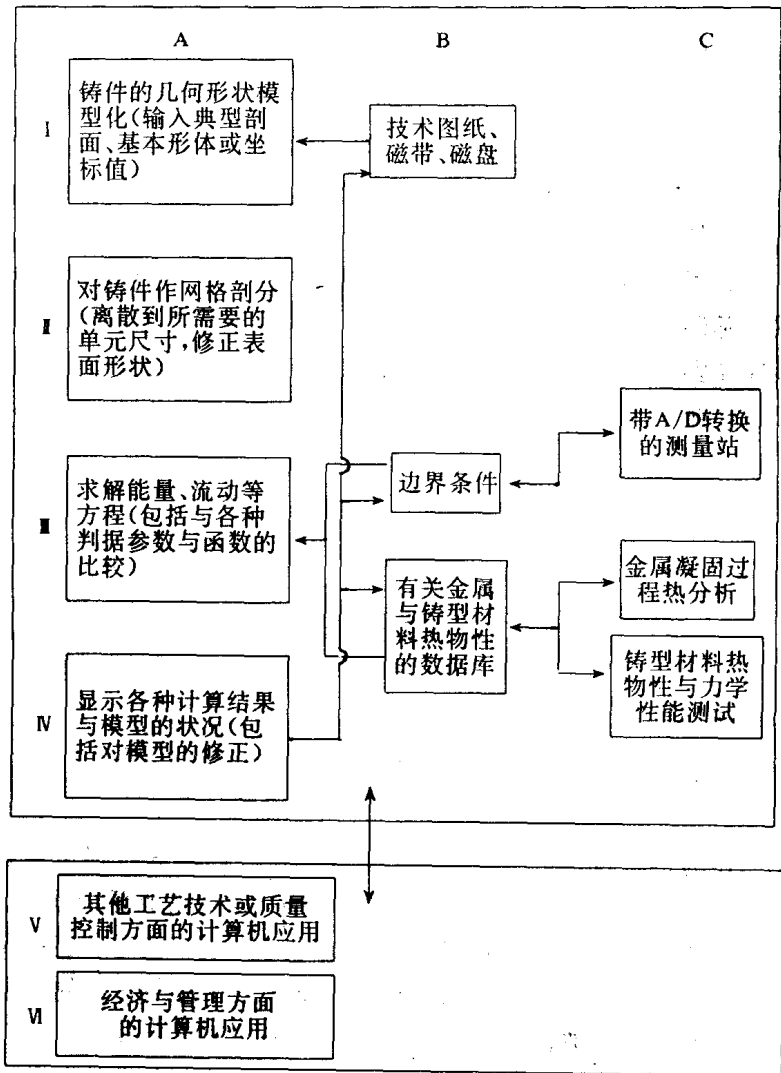 A
B
C
Ⅰ
铸件的几何形状模
型化(输入典型剖
面、基本形体或坐
标值)
技术图纸、
磁带、磁盘
Ⅱ
对铸件作网格剖分
(离散到所需要的
单元尺寸,修正表
面形状)
带A/D转换
的测量站
Ⅲ
求解能量、流动等
方程(包括与各种
判据参数与函数的
比较)
边界条件
有关金属
与铸型材
料热物性
的数据库
金属凝固过
程热分析
铸型材料热
物性与力学
性能测试
Ⅳ
显示各种计算结果
与模型的状况(包
括对模型的修正)
Ⅴ
其他工艺技术或质量
控制方面的计算机应用
Ⅵ
经济与管理方面
的计算机应用